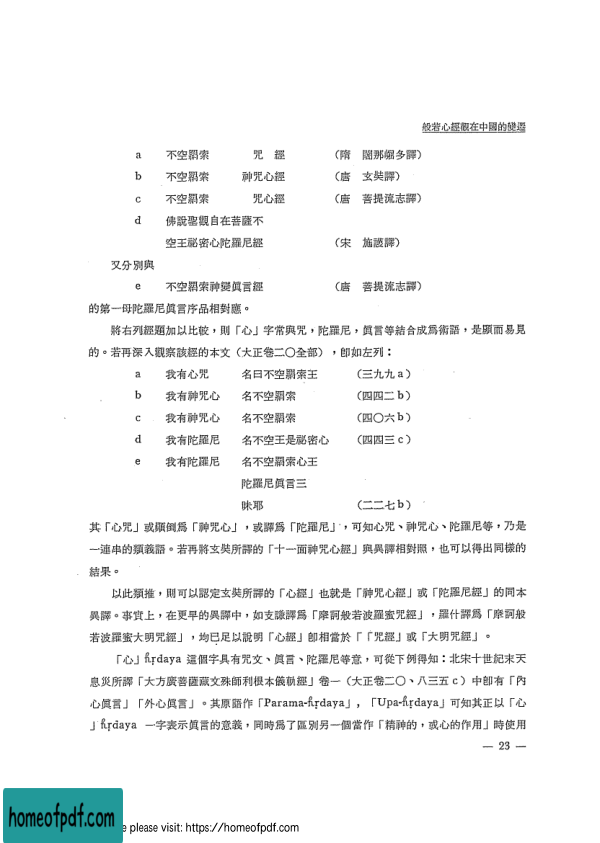 般若心經觀在中國的變遷
a 不空羂索 咒 經 (隋 闍那崛多譯)
b 不空羂索 神咒心經 (唐 玄奘譯)
c 不空羂索 咒心經 (唐 菩提流志譯)
d 佛說聖觀自在菩薩不
空王祕密心陀羅尼經 (宋 施護譯)
又分別與
e 不空羂索神變眞言經 (唐 菩提流志譯)
的第一母陀羅尼眞言序品相對應。
將右列經題加以比較，則「心」字常與咒，陀羅尼，眞言等結合成爲術語，是顯而易見
的。若再深入觀察該經的本文（大正卷二〇全部），卽如左列：
a 我有心咒 名曰不空羂索王 (三九九a)
b 我有神咒心 名不空羂索 (四四二b)
c 我有神咒心 名不空羂索 (四〇六b)
d 我有陀羅尼 名不空王是祕密心 (四四三c)
e 我有陀羅尼 名不空羂索心王
陀羅尼眞言三
昧耶 (二二七b)
其「心咒」或顚倒爲「神咒心」，或譯爲「陀羅尼」，可知心咒、神咒心、陀羅尼等，乃是
一連串的類義語。若再將玄奘所譯的「十一面神咒心經」與異譯相對照，也可以得出同樣的
結果。
以此類推，則可以認定玄奘所譯的「心經」也就是「神咒心經」或「陀羅尼經」的同本
異譯。事實上，在更早的異譯中，如支謙譯爲「摩訶般若波羅蜜咒經」，羅什譯爲「摩訶般
若波羅蜜大明咒經」，均已足以說明「心經」卽相當於「「咒經」或「大明咒經」。
「心」ĥṛdaya 這個字具有咒文、眞言、陀羅尼等意，可從下例得知：北宋十世紀末天
息災所譯「大方廣菩薩藏文殊師利根本儀軌經」卷一（大正卷二〇、八三五c）中卽有「內
心眞言」「外心眞言」。其原語作「Parama-ĥṛdaya」，「Upa-ĥṛdaya」可知其正以「心
」ĥṛdaya 一字表示眞言的意義，同時爲了區別另一個當作「精神的，或心的作用」時使用
— 23 —
homeofpdf.com
e please visit: https://homeofpdf.com